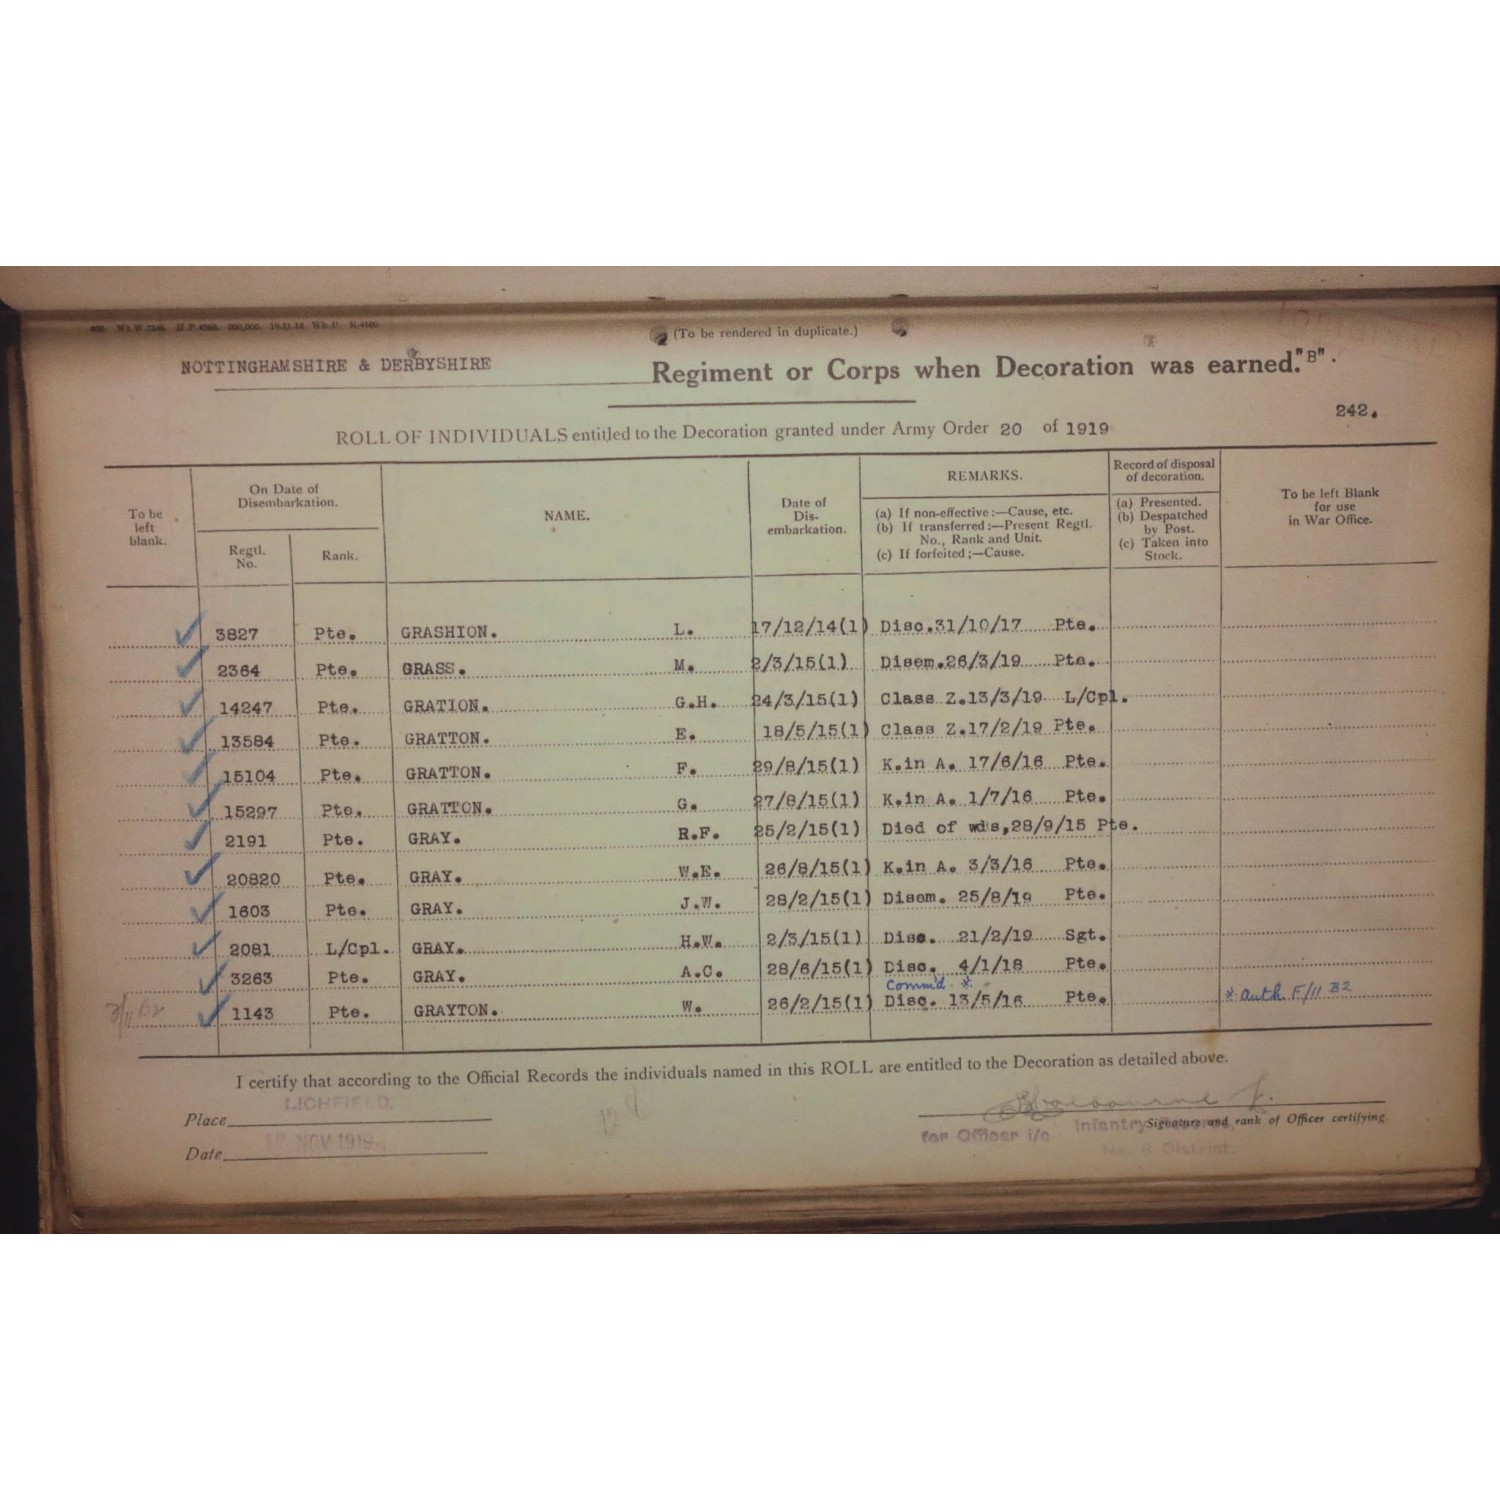 (To be rendered in duplicate.)
NOTTINGHAMSHIRE & DERBYSHIRE Regiment or Corps when Decoration was earned."B".
242.
ROLL OF INDIVIDUALS entitled to the Decoration granted under Army Order 20 of 1919
To be left blank. On Date of Disembarkation. NAME. Date of Dis-embarkation. REMARKS. Record of disposal of decoration. To be left Blank for use in War Office.
Regtl. No. Rank. (a) If non-effective:—Cause, etc. (a) Presented.
(b) If transferred:—Present Regtl. No., Rank and Unit. (b) Despatched by Post.
(c) If forfeited;—Cause. (c) Taken into Stock.
3827 Pte. GRASHION. L. 17/12/14(1) Disc.31/10/17 Pte.
2364 Pte. GRASS. M. 2/3/15(1) Disem.26/3/19 Pte.
14247 Pte. GRATION. G.H. 24/3/15(1) Class Z.13/3/19 L/Cpl.
13584 Pte. GRATTON. E. 18/5/15(1) Class Z.17/2/19 Pte.
15104 Pte. GRATTON. F. 29/8/15(1) K.in A. 17/6/16 Pte.
15297 Pte. GRATTON. G. 27/8/15(1) K.in A. 1/7/16 Pte.
2191 Pte. GRAY. R.F. 25/2/15(1) Died of wds,28/9/15 Pte.
20820 Pte. GRAY. W.E. 26/8/15(1) K.in A. 3/3/16 Pte.
1603 Pte. GRAY. J.W. 28/2/15(1) Disem. 25/8/19 Pte.
2081 L/Cpl. GRAY. H.W. 2/3/15(1) Disc. 21/2/19 Sgt.
3263 Pte. GRAY. A.C. 28/6/15(1) Disc. 4/1/18 Pte.
Comm'd *
1143 Pte. GRAYTON. W. 26/2/15(1) Disc. 13/5/16 Pte. * Auth F/11 B2
I certify that according to the Official Records the individuals named in this ROLL are entitled to the Decoration as detailed above.
Place LICHFIELD.
Signature and rank of Officer certifying
for Officer i/c Infantry
Date NOV 1919
No. 8 District.